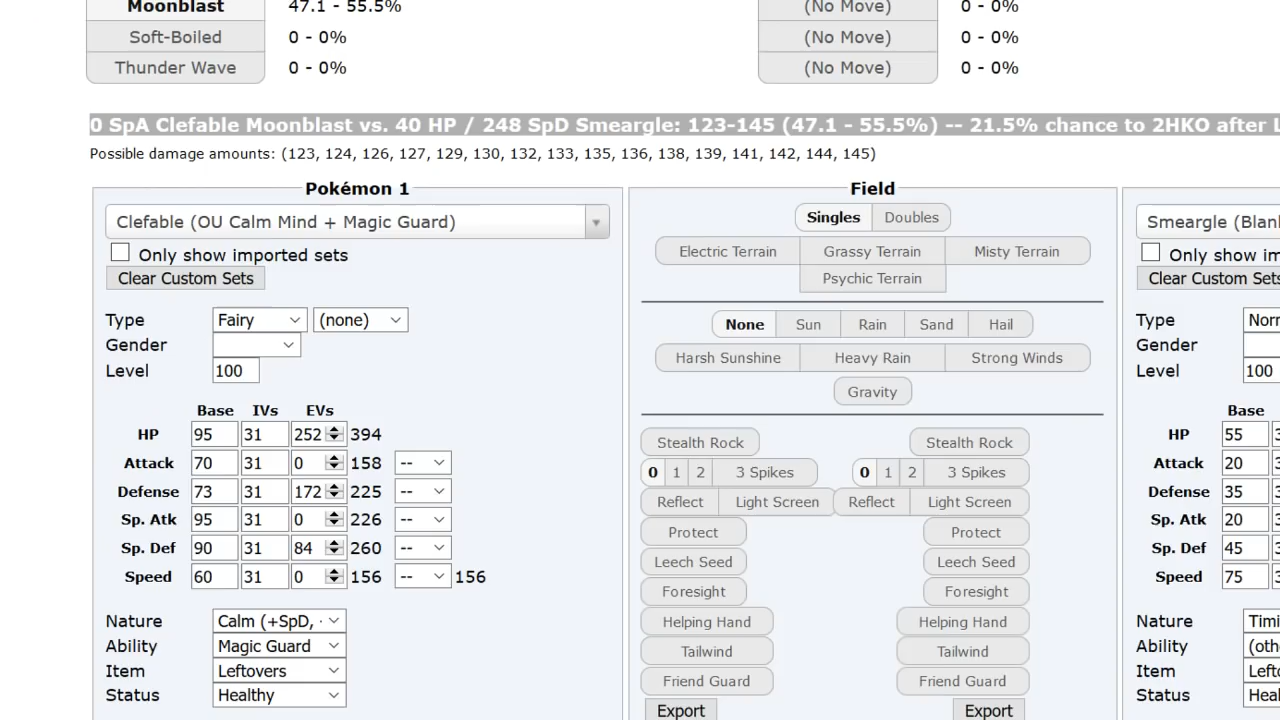 Moonblast 47.1 - 55.5% (No Move) 0 - 0%
Soft-Boiled 0 - 0% (No Move) 0 - 0%
Thunder Wave 0 - 0% (No Move) 0 - 0%
0 SpA Clefable Moonblast vs. 40 HP / 248 SpD Smeargle: 123-145 (47.1 - 55.5%) -- 21.5% chance to 2HKO after
Possible damage amounts: (123, 124, 126, 127, 129, 130, 132, 133, 135, 136, 138, 139, 141, 142, 144, 145)
Pokémon 1
Clefable (OU Calm Mind + Magic Guard)
Only show imported sets
Clear Custom Sets
Type Fairy (none)
Gender
Level 100
Base IVs EVs
HP 95 31 252 394
Attack 70 31 0 158 --
Defense 73 31 172 225 --
Sp. Atk 95 31 0 226 --
Sp. Def 90 31 84 260 --
Speed 60 31 0 156 -- 156
Nature Calm (+SpD, 
Ability Magic Guard
Item Leftovers
Status Healthy
Field
Singles Doubles
Electric Terrain Grassy Terrain Misty Terrain
Psychic Terrain
None Sun Rain Sand Hail
Harsh Sunshine Heavy Rain Strong Winds
Gravity
Stealth Rock Stealth Rock
0 1 2 3 Spikes 0 1 2 3 Spikes
Reflect Light Screen Reflect Light Screen
Protect Protect
Leech Seed Leech Seed
Foresight Foresight
Helping Hand Helping Hand
Tailwind Tailwind
Friend Guard Friend Guard
Export Export
Smeargle (Blan
Only show im
Clear Custom Sets
Type Norr
Gender
Level 100
Base
HP 55
Attack 20
Defense 35
Sp. Atk 20
Sp. Def 45
Speed 75
Nature Timi
Ability (oth
Item Lefto
Status Heal